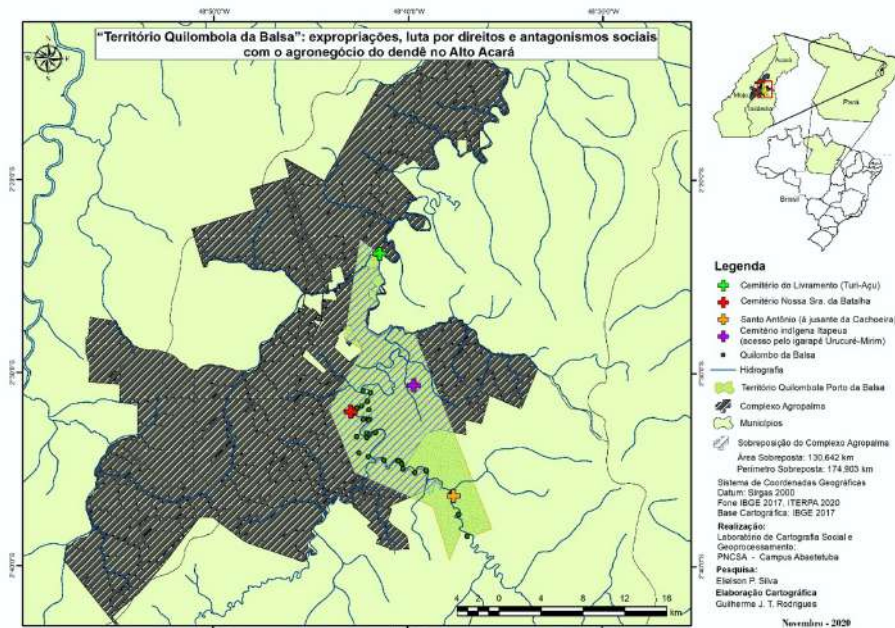 "Território Quilombola da Balsa": expropriações, luta por direitos e antagonismos sociais
com o agronegócio do dendê no Alto Acará
Acará
Pará
Brasil
Legenda
Cemitério do Livramento (Turi-Açu)
Cemitério Nossa Sra. da Batalha
Santo Antônio (à jusante da Cachoeira)
Cemitério indígena Itapeua
(acesso pelo igarapé Urucuré-Mirim)
Quilombo da Balsa
Hidrografia
Território Quilombola Porto da Balsa
Complexo Agropalma
Municípios
Sobreposição do Complexo Agropalma
Área Sobreposta: 130,642 km
Perímetro Sobreposta: 174,903 km
Sistema de Coordenadas Geográficas
Datum: Sirgas 2000
Fone IBGE 2017, ITERPA 2020
Base Cartográfica: IBGE 2017
Realização:
Laboratório de Cartografia Social e
Geoprocessamento:
PNCSA - Campus Abaetetuba
Pesquisa:
Elielson P. Silva
Elaboração Cartográfica
Guilherme J. T. Rodrigues
Novembro - 2020
4 2 0 4 8 12 16
km